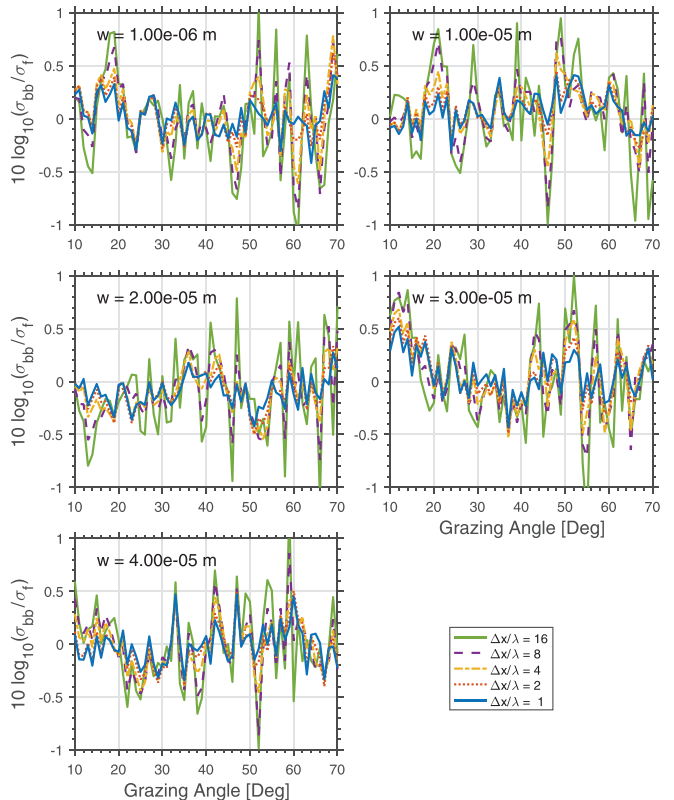 w = 1.00e-06 m
1
0.5
0
-0.5
-1
10 20 30 40 50 60 70
10 log10(σbb/σf)
w = 1.00e-05 m
1
0.5
0
-0.5
-1
10 20 30 40 50 60 70
w = 2.00e-05 m
1
0.5
0
-0.5
-1
10 20 30 40 50 60 70
10 log10(σbb/σf)
w = 3.00e-05 m
1
0.5
0
-0.5
-1
10 20 30 40 50 60 70
Grazing Angle [Deg]
w = 4.00e-05 m
1
0.5
0
-0.5
-1
10 20 30 40 50 60 70
10 log10(σbb/σf)
Grazing Angle [Deg]
Δx/λ = 16
Δx/λ = 8
Δx/λ = 4
Δx/λ = 2
Δx/λ = 1